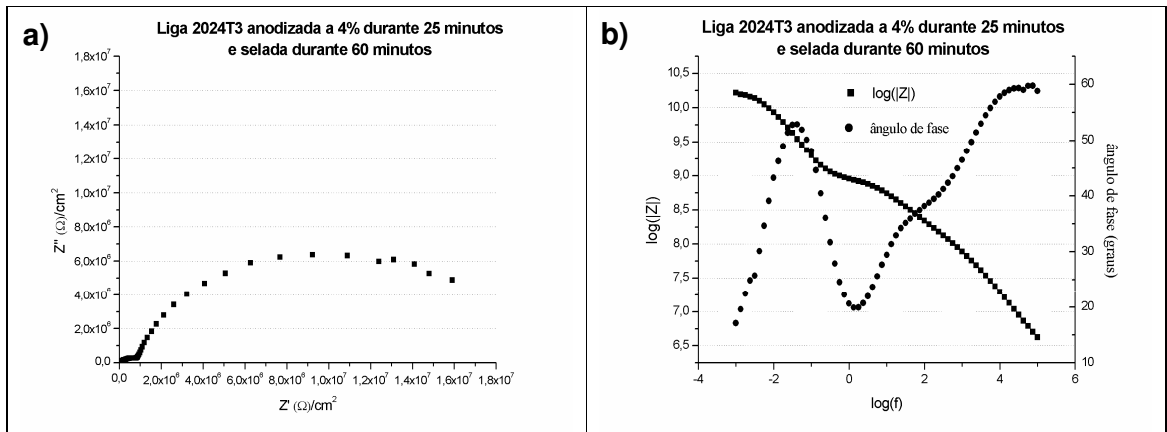 a)
Liga 2024T3 anodizada a 4% durante 25 minutos
e selada durante 60 minutos
1,8x10⁷
1,6x10⁷
1,4x10⁷
1,2x10⁷
1,0x10⁷
8,0x10⁶
6,0x10⁶
4,0x10⁶
2,0x10⁶
0,0
Z'' (Ω)/cm²
0,0 2,0x10⁶ 4,0x10⁶ 6,0x10⁶ 8,0x10⁶ 1,0x10⁷ 1,2x10⁷ 1,4x10⁷ 1,6x10⁷ 1,8x10⁷
Z' (Ω)/cm²
b)
Liga 2024T3 anodizada a 4% durante 25 minutos
e selada durante 60 minutos
10,5
10,0
9,5
9,0
8,5
8,0
7,5
7,0
6,5
log(|Z|)
log(|Z|)
ângulo de fase
60
50
40
30
20
10
ângulo de fase (graus)
-4 -2 0 2 4 6
log(f)